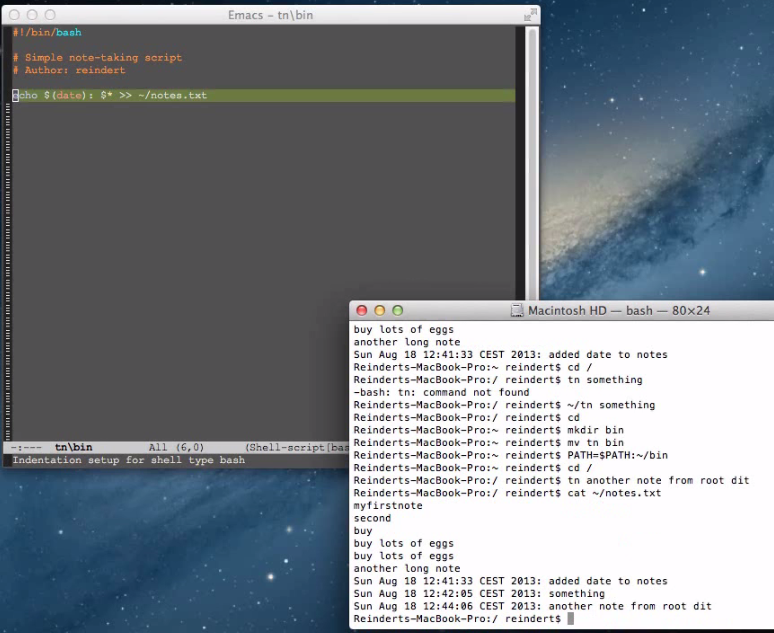 Emacs – tn\bin
#!/bin/bash
# Simple note-taking script
# Author: reindert
echo $(date): $* >> ~/notes.txt
-:--- tn\bin All (6,0) (Shell-script[bas
Indentation setup for shell type bash
Macintosh HD — bash — 80×24
buy lots of eggs
another long note
Sun Aug 18 12:41:33 CEST 2013: added date to notes
Reinderts-MacBook-Pro:~ reindert$ cd /
Reinderts-MacBook-Pro:/ reindert$ tn something
-bash: tn: command not found
Reinderts-MacBook-Pro:/ reindert$ ~/tn something
Reinderts-MacBook-Pro:/ reindert$ cd
Reinderts-MacBook-Pro:~ reindert$ mkdir bin
Reinderts-MacBook-Pro:~ reindert$ mv tn bin
Reinderts-MacBook-Pro:~ reindert$ PATH=$PATH:~/bin
Reinderts-MacBook-Pro:~ reindert$ cd /
Reinderts-MacBook-Pro:/ reindert$ tn another note from root dit
Reinderts-MacBook-Pro:/ reindert$ cat ~/notes.txt
myfirstnote
second
buy
buy lots of eggs
buy lots of eggs
another long note
Sun Aug 18 12:41:33 CEST 2013: added date to notes
Sun Aug 18 12:42:05 CEST 2013: something
Sun Aug 18 12:44:06 CEST 2013: another note from root dit
Reinderts-MacBook-Pro:/ reindert$